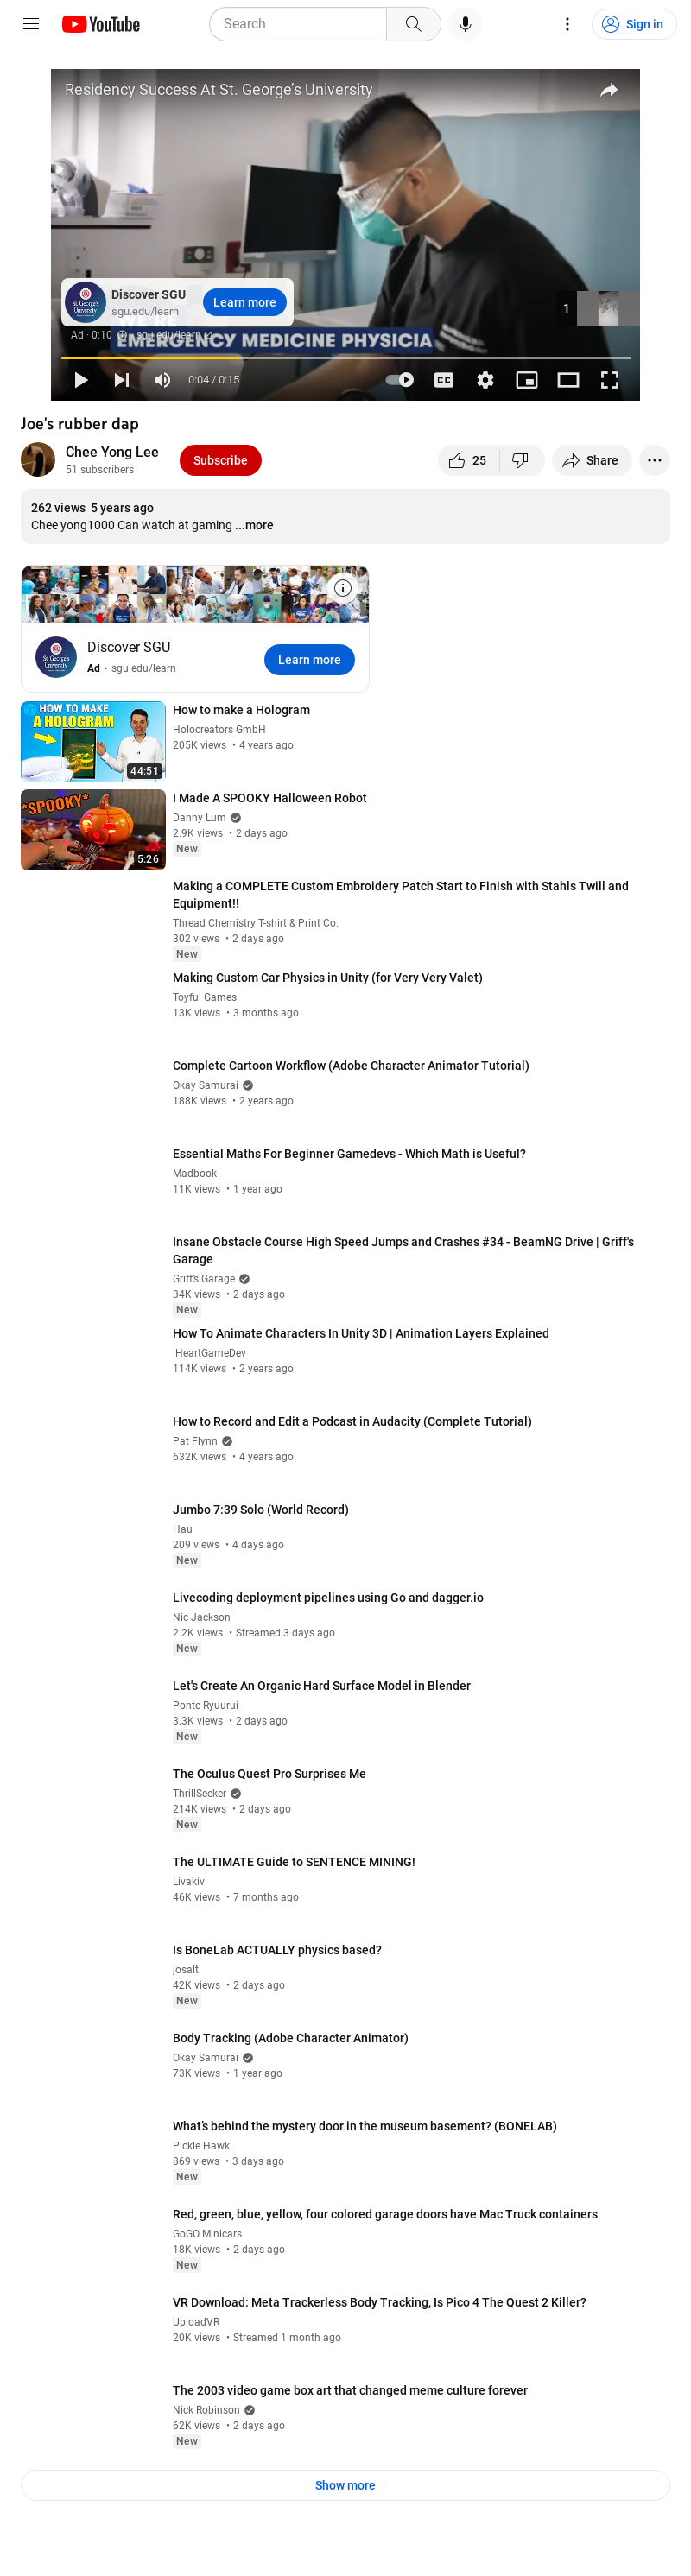 YouTube
Search
Sign in
Residency Success At St. George’s University
Discover SGU
sgu.edu/learn
Learn more
1
Ad · 0:10
sgu.edu/learn
EMERGENCY MEDICINE PHYSICIA
0:04 / 0:15
CC
Joe's rubber dap
Chee Yong Lee
51 subscribers
Subscribe
25
Share
262 views 5 years ago
Chee yong1000 Can watch at gaming ...more
Discover SGU
Ad • sgu.edu/learn
Learn more
HOW TO MAKE
A HOLOGRAM
44:51
How to make a Hologram
Holocreators GmbH
205K views • 4 years ago
*SPOOKY*
5:26
I Made A SPOOKY Halloween Robot
Danny Lum
2.9K views • 2 days ago
New
Making a COMPLETE Custom Embroidery Patch Start to Finish with Stahls Twill and
Equipment!!
Thread Chemistry T-shirt & Print Co.
302 views • 2 days ago
New
Making Custom Car Physics in Unity (for Very Very Valet)
Toyful Games
13K views • 3 months ago
Complete Cartoon Workflow (Adobe Character Animator Tutorial)
Okay Samurai
188K views • 2 years ago
Essential Maths For Beginner Gamedevs - Which Math is Useful?
Madbook
11K views • 1 year ago
Insane Obstacle Course High Speed Jumps and Crashes #34 - BeamNG Drive | Griff's
Garage
Griff's Garage
34K views • 2 days ago
New
How To Animate Characters In Unity 3D | Animation Layers Explained
iHeartGameDev
114K views • 2 years ago
How to Record and Edit a Podcast in Audacity (Complete Tutorial)
Pat Flynn
632K views • 4 years ago
Jumbo 7:39 Solo (World Record)
Hau
209 views • 4 days ago
New
Livecoding deployment pipelines using Go and dagger.io
Nic Jackson
2.2K views • Streamed 3 days ago
New
Let's Create An Organic Hard Surface Model in Blender
Ponte Ryuurui
3.3K views • 2 days ago
New
The Oculus Quest Pro Surprises Me
ThrillSeeker
214K views • 2 days ago
New
The ULTIMATE Guide to SENTENCE MINING!
Livakivi
46K views • 7 months ago
Is BoneLab ACTUALLY physics based?
josalt
42K views • 2 days ago
New
Body Tracking (Adobe Character Animator)
Okay Samurai
73K views • 1 year ago
What’s behind the mystery door in the museum basement? (BONELAB)
Pickle Hawk
869 views • 3 days ago
New
Red, green, blue, yellow, four colored garage doors have Mac Truck containers
GoGO Minicars
18K views • 2 days ago
New
VR Download: Meta Trackerless Body Tracking, Is Pico 4 The Quest 2 Killer?
UploadVR
20K views • Streamed 1 month ago
The 2003 video game box art that changed meme culture forever
Nick Robinson
62K views • 2 days ago
New
Show more